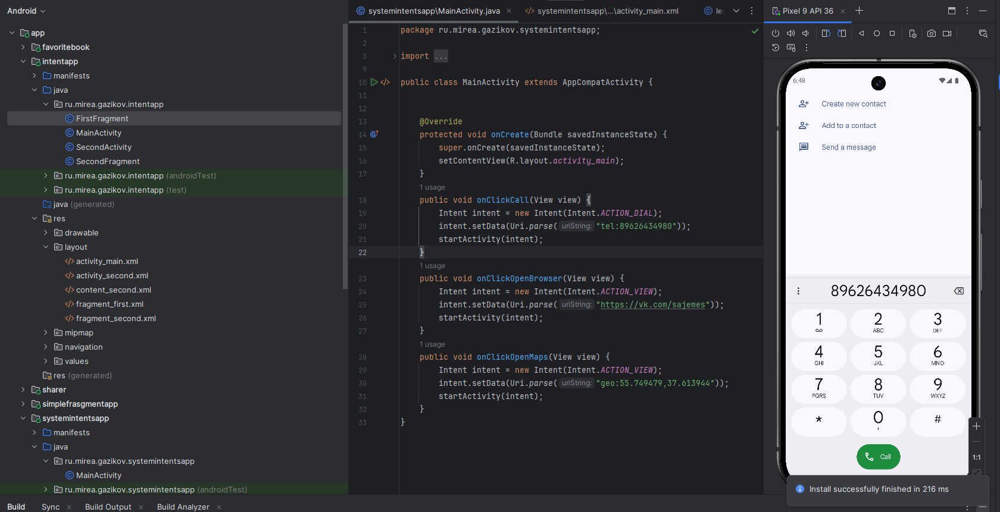 Android
app
favoritebook
intentapp
manifests
java
ru.mirea.gazikov.intentapp
FirstFragment
MainActivity
SecondActivity
SecondFragment
ru.mirea.gazikov.intentapp (androidTest)
ru.mirea.gazikov.intentapp (test)
java (generated)
res
drawable
layout
activity_main.xml
activity_second.xml
content_second.xml
fragment_first.xml
fragment_second.xml
mipmap
navigation
values
res (generated)
sharer
simplefrasgmentapp
systemintentsapp
manifests
java
ru.mirea.gazikov.systemintentsapp
MainActivity
ru.mirea.gazikov.systemintentsapp (androidTest)
Build Sync Build Output Build Analyzer
systemintentsapp\MainActivity.java systemintentsapp\...\activity_main.xml le
1 package ru.mirea.gazikov.systemintentsapp;
2
3 import ...
9
10 public class MainActivity extends AppCompatActivity {
11
12
13 @Override
14 protected void onCreate(Bundle savedInstanceState) {
15 super.onCreate(savedInstanceState);
16 setContentView(R.layout.activity_main);
17 }
1 usage
18 public void onClickCall(View view) {
19 Intent intent = new Intent(Intent.ACTION_DIAL);
20 intent.setData(Uri.parse( uriString: "tel:89626434980"));
21 startActivity(intent);
22 }
1 usage
23 public void onClickOpenBrowser(View view) {
24 Intent intent = new Intent(Intent.ACTION_VIEW);
25 intent.setData(Uri.parse( uriString: "https://vk.com/sajemes"));
26 startActivity(intent);
27 }
1 usage
28 public void onClickOpenMaps(View view) {
29 Intent intent = new Intent(Intent.ACTION_VIEW);
30 intent.setData(Uri.parse( uriString: "geo:55.749479,37.613944"));
31 startActivity(intent);
32 }
33 }
Pixel 9 API 36
6:48
Create new contact
Add to a contact
Send a message
89626434980
1 2 3
ABC DEF
4 5 6
GHI JKL MNO
7 8 9
PQRS TUV WXYZ
* 0 #
+
Call
1:1
Install successfully finished in 216 ms